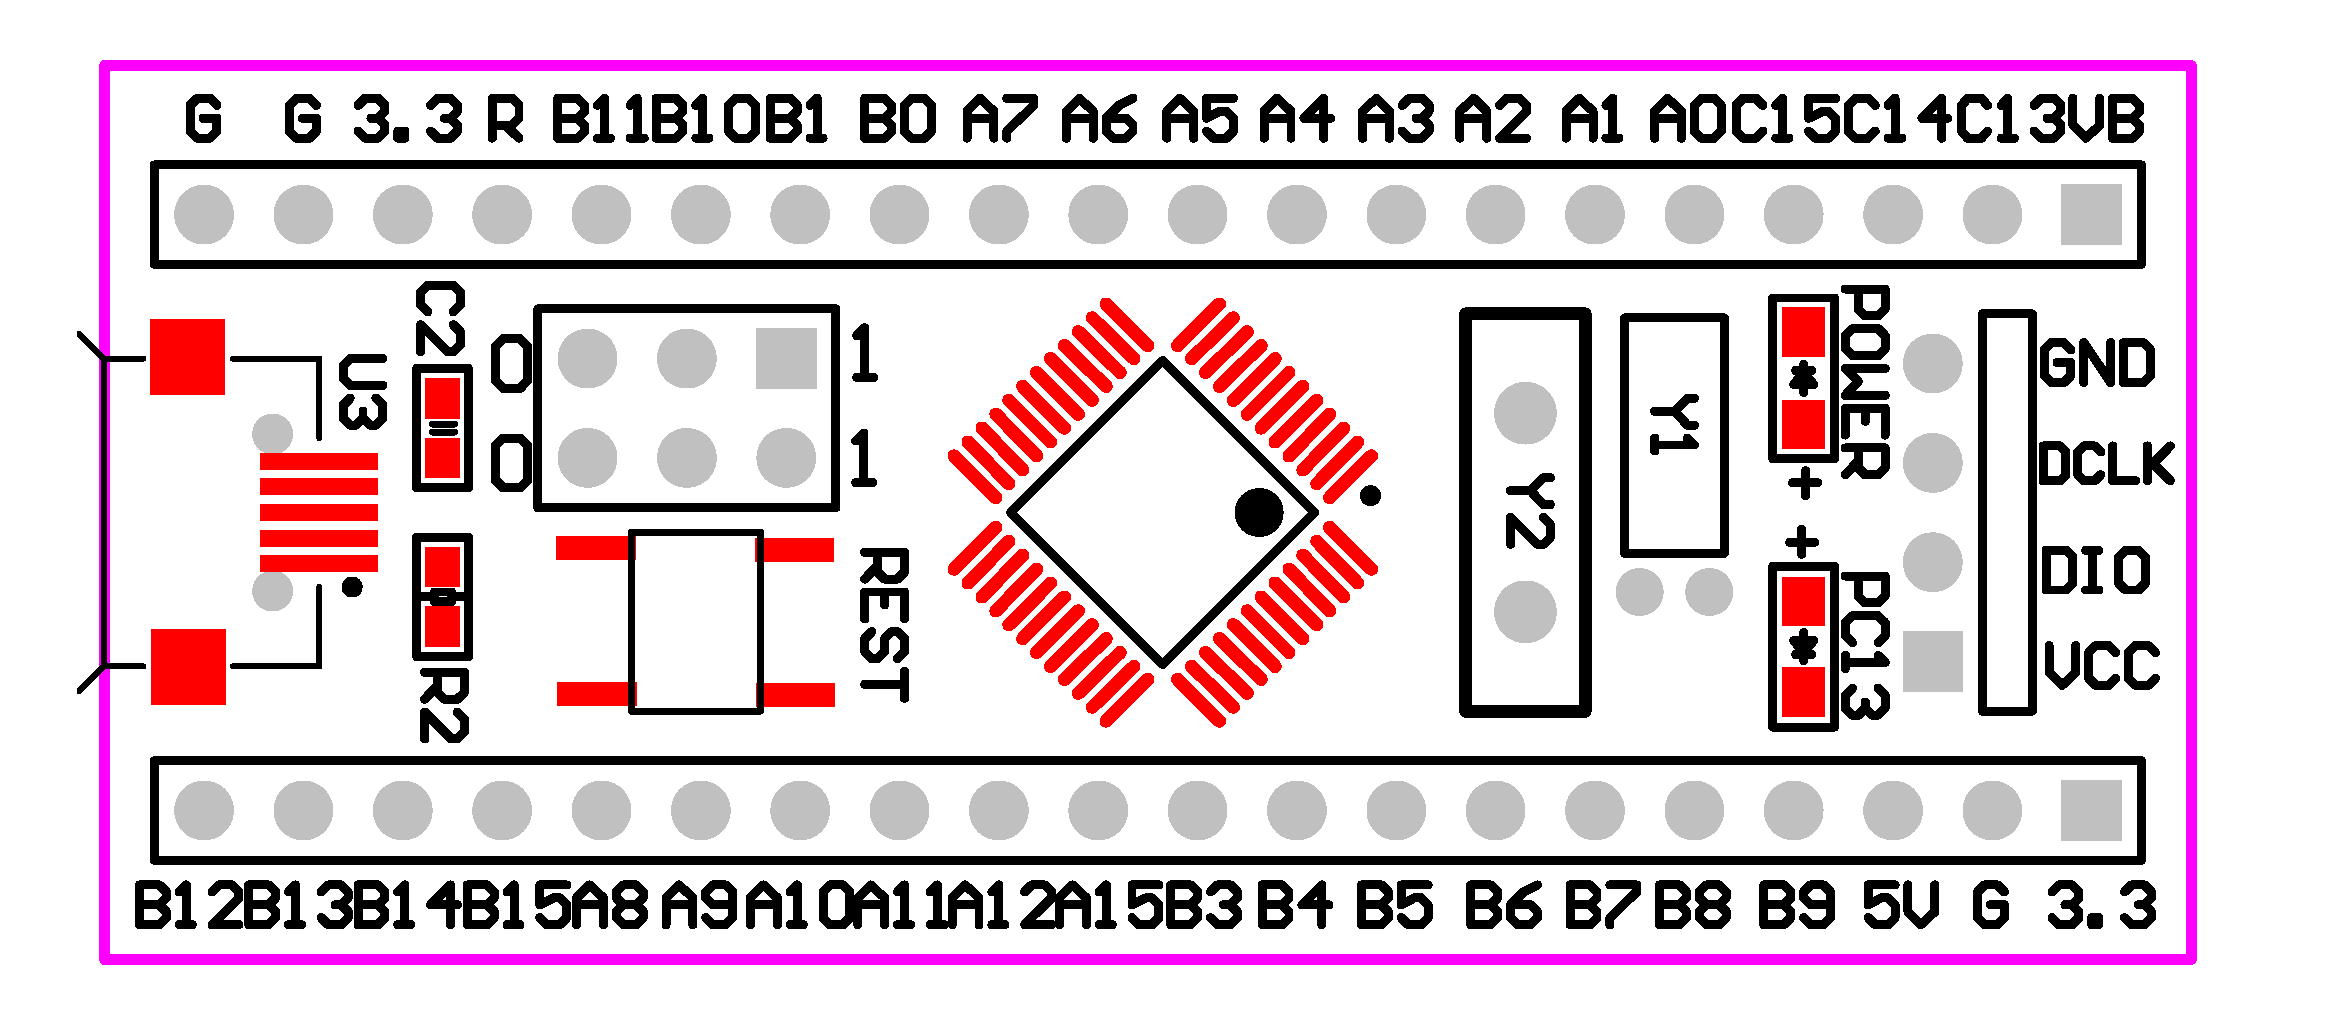 G G 3.3 R B11 B10 B1 B0 A7 A6 A5 A4 A3 A2 A1 A0 C15 C14 C13 VB
C2
U3
0 1
0 1
R2
REST
Y2
Y1
POWER
+
+
PC13
GND
DCLK
DIO
VCC
B12 B13 B14 B15 A8 A9 A10 A11 A12 A15 B3 B4 B5 B6 B7 B8 B9 5V G 3.3